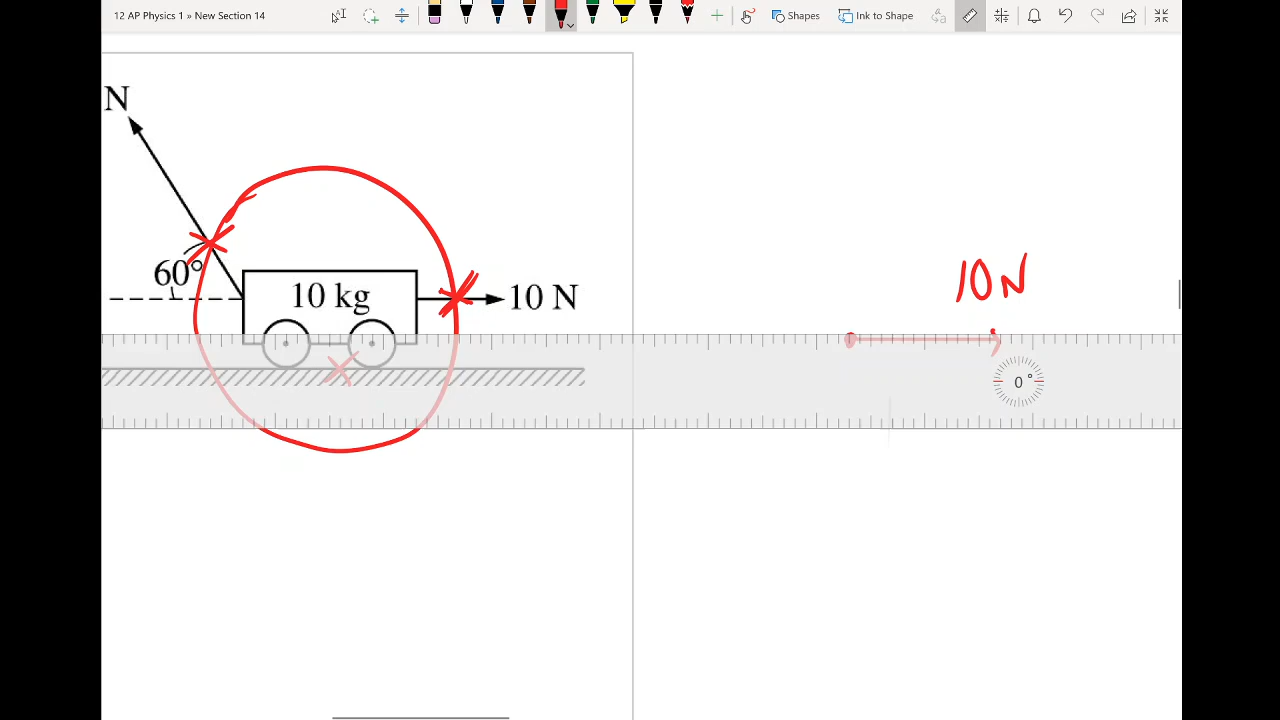 12 AP Physics 1 » New Section 14
Shapes
Ink to Shape
N
60°
10 kg
10 N
10N
0°